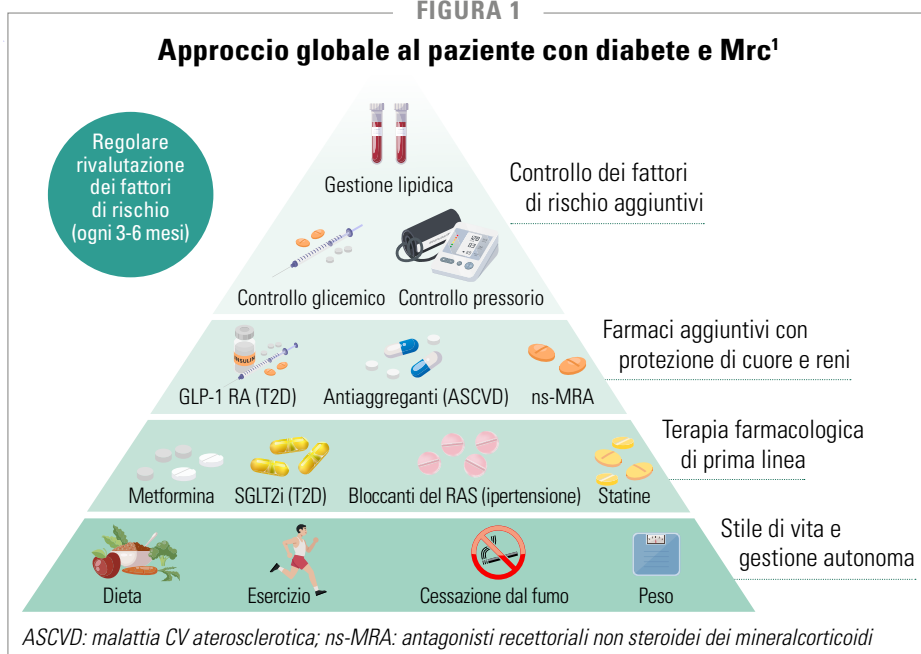 FIGURA 1
Approccio globale al paziente con diabete e Mrc¹
Regolare
rivalutazione
dei fattori
di rischio
(ogni 3-6 mesi)
Gestione lipidica
Controllo dei fattori
di rischio aggiuntivi
Controllo glicemico
Controllo pressorio
Farmaci aggiuntivi con
protezione di cuore e reni
INSULIN
GLP-1 RA (T2D)
Antiaggreganti (ASCVD)
ns-MRA
Terapia farmacologica
di prima linea
Metformina
SGLT2i (T2D)
Bloccanti del RAS (ipertensione)
Statine
Stile di vita e
gestione autonoma
Dieta
Esercizio
Cessazione dal fumo
Peso
ASCVD: malattia CV aterosclerotica; ns-MRA: antagonisti recettoriali non steroidei dei mineralcorticoidi